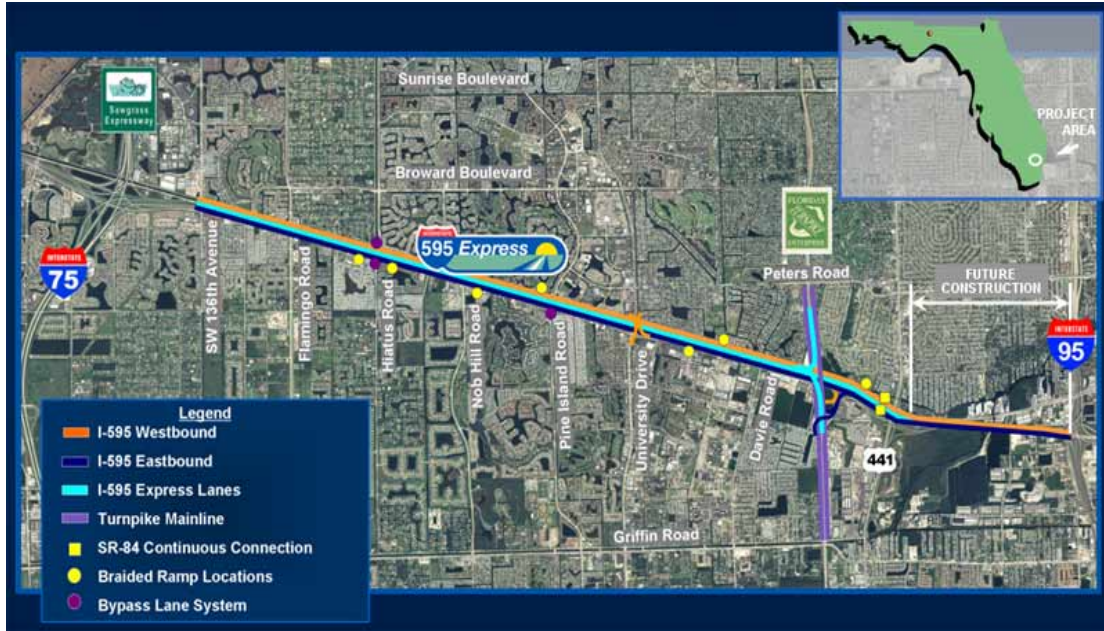 Sunrise Boulevard
Sawgrass
Expressway
PROJECT
AREA
Broward Boulevard
FLORIDA'S
ENTERPRISE
INTERSTATE
595 Express
INTERSTATE
75
SW 136th Avenue
Flamingo Road
Hiatus Road
Nob Hill Road
Pine Island Road
University Drive
Davie Road
Peters Road
FUTURE
CONSTRUCTION
INTERSTATE
95
441
Griffin Road
Legend
I-595 Westbound
I-595 Eastbound
I-595 Express Lanes
Turnpike Mainline
SR-84 Continuous Connection
Braided Ramp Locations
Bypass Lane System